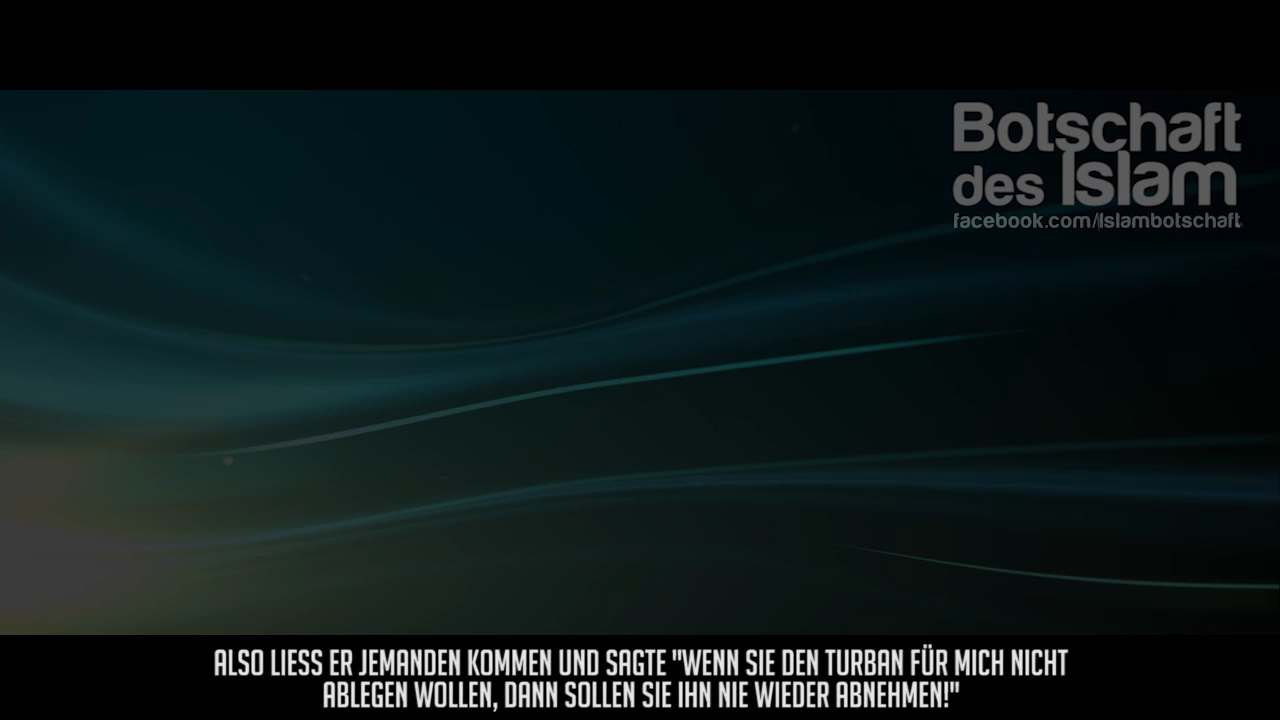 Botschaft
des Islam
facebook.com/Islambotschaft
ALSO LIESS ER JEMANDEN KOMMEN UND SAGTE "WENN SIE DEN TURBAN FÜR MICH NICHT
ABLEGEN WOLLEN, DANN SOLLEN SIE IHN NIE WIEDER ABNEHMEN!"